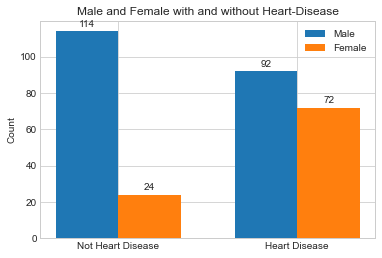 Male and Female with and without Heart-Disease
114
Male
Female
100
92
80
72
60
Count
40
24
20
0
Not Heart Disease
Heart Disease